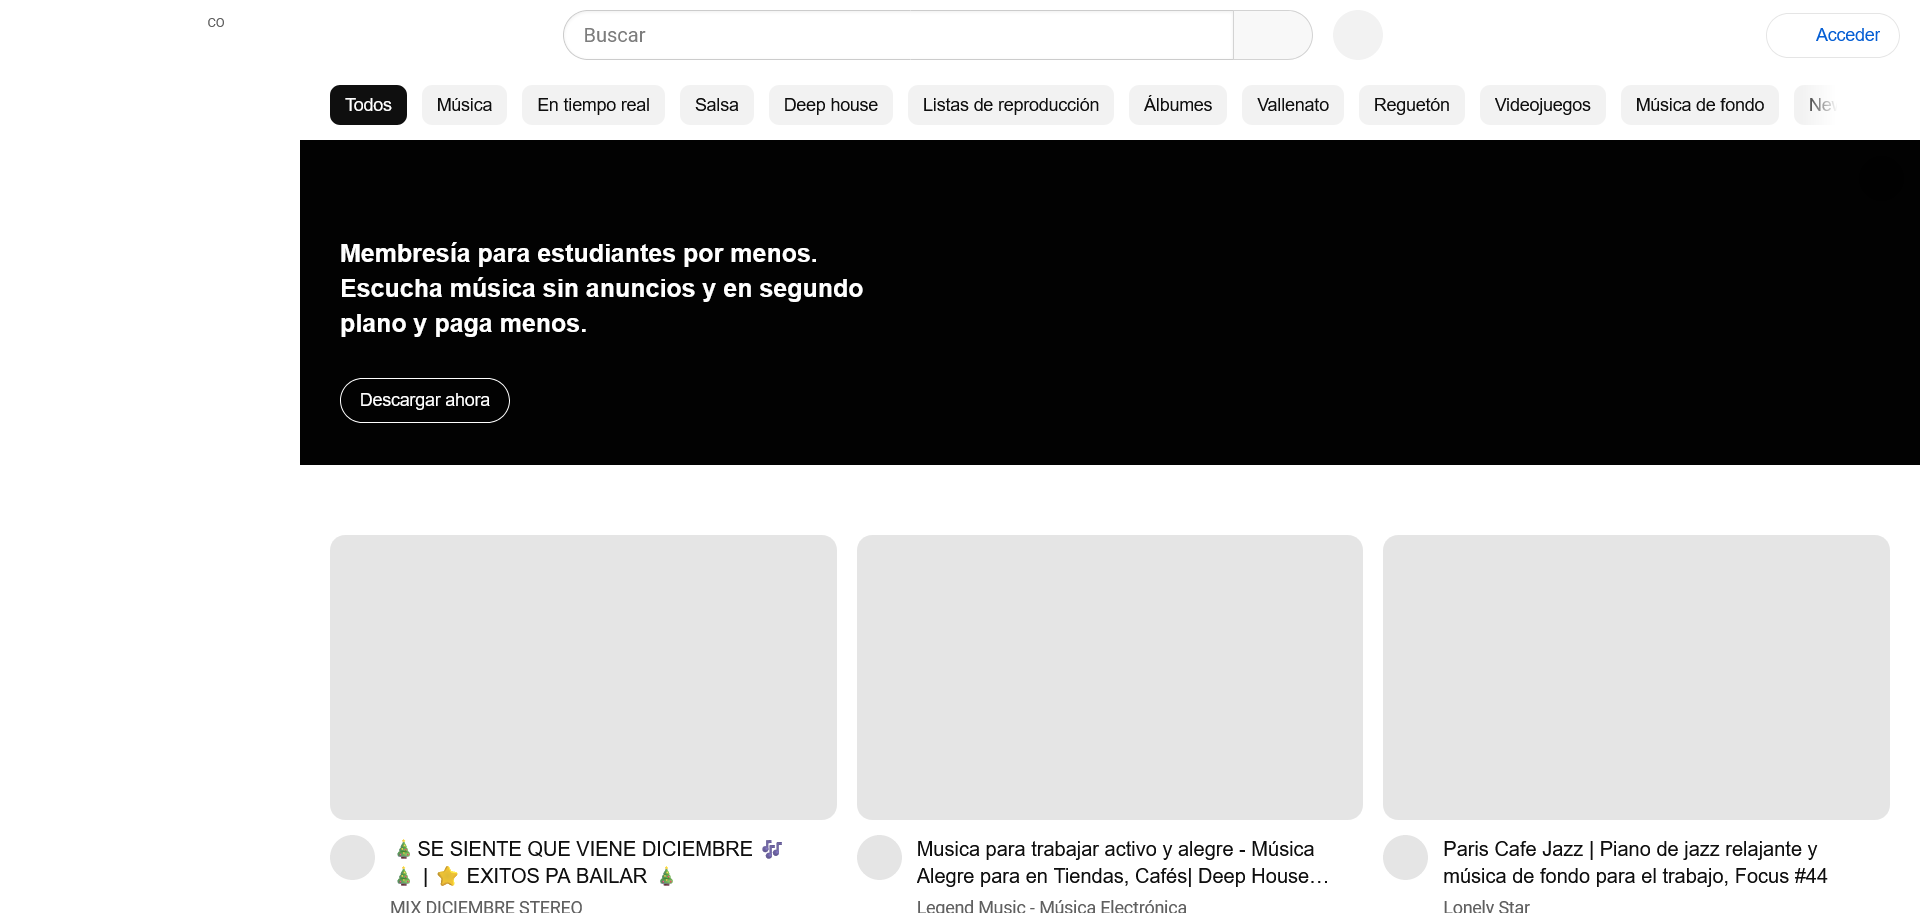 CO
Buscar
Acceder
Todos
Música
En tiempo real
Salsa
Deep house
Listas de reproducción
Álbumes
Vallenato
Reguetón
Videojuegos
Música de fondo
Membresía para estudiantes por menos.
Escucha música sin anuncios y en segundo
plano y paga menos.
Descargar ahora
🎄SE SIENTE QUE VIENE DICIEMBRE 🎶
🎄 | ⭐ EXITOS PA BAILAR 🎄
MIX DICIEMBRE STEREO
Musica para trabajar activo y alegre - Música
Alegre para en Tiendas, Cafés| Deep House…
Legend Music - Música Electrónica
Paris Cafe Jazz | Piano de jazz relajante y
música de fondo para el trabajo, Focus #44
Lonely Star